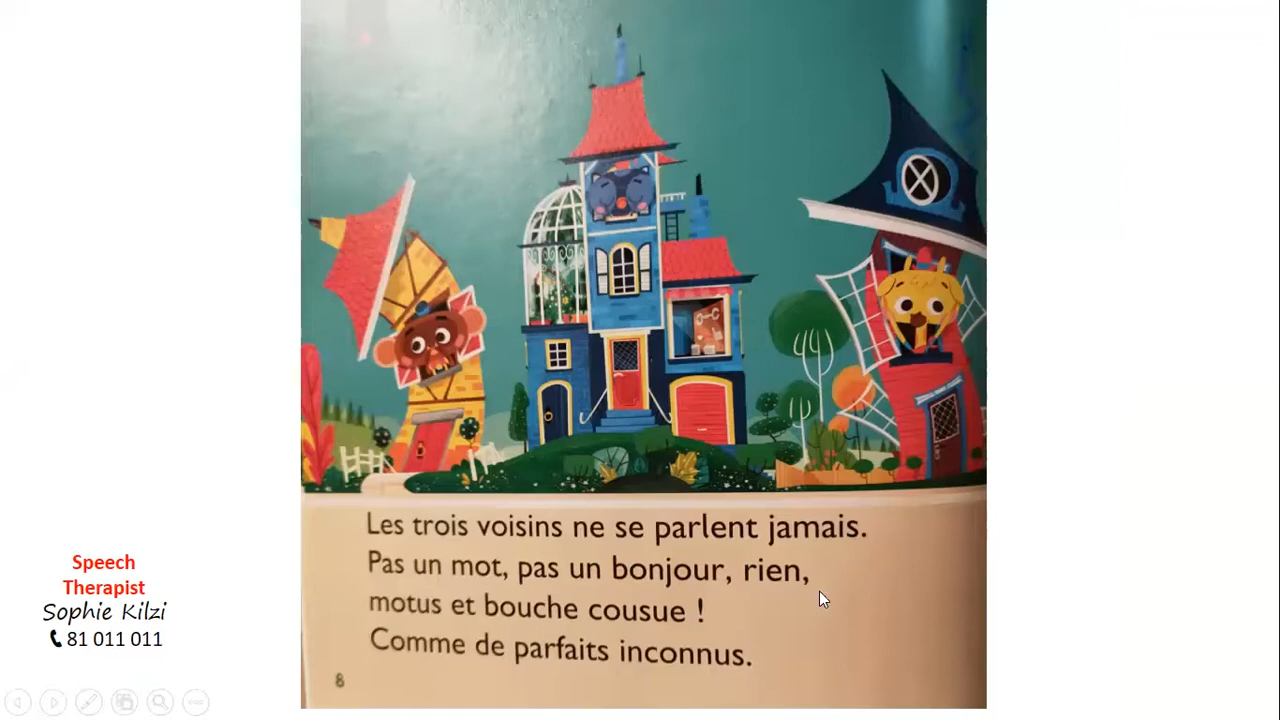 Les trois voisins ne se parlent jamais.
Pas un mot, pas un bonjour, rien,
motus et bouche cousue !
Comme de parfaits inconnus.
8
Speech
Therapist
Sophie Kilzi
81 011 011